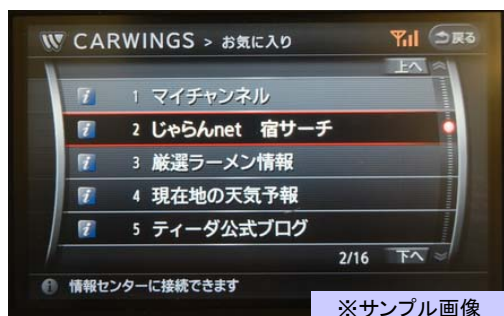 CARWINGS > お気に入り
戻る
上へ
1 マイチャンネル
2 じゃらんnet 宿サーチ
3 厳選ラーメン情報
4 現在地の天気予報
5 ティーダ公式ブログ
2/16 下へ
情報センターに接続できます
※サンプル画像